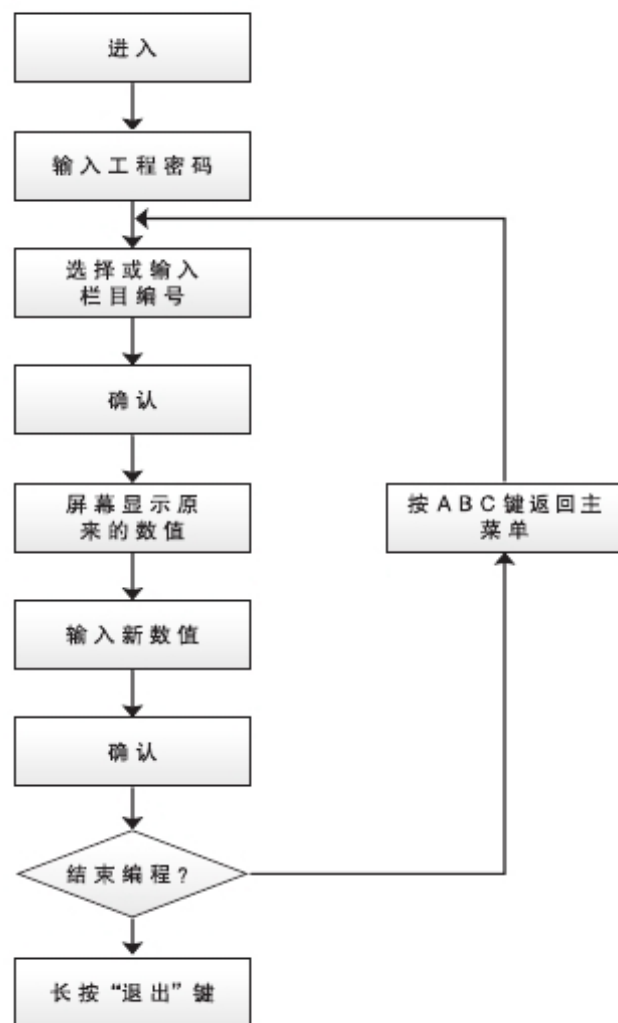 进入
输入工程密码
选择或输入
栏目编号
确认
屏幕显示原
来的数值
按ABC键返回主
菜单
输入新数值
确认
结束编程?
长按“退出”键